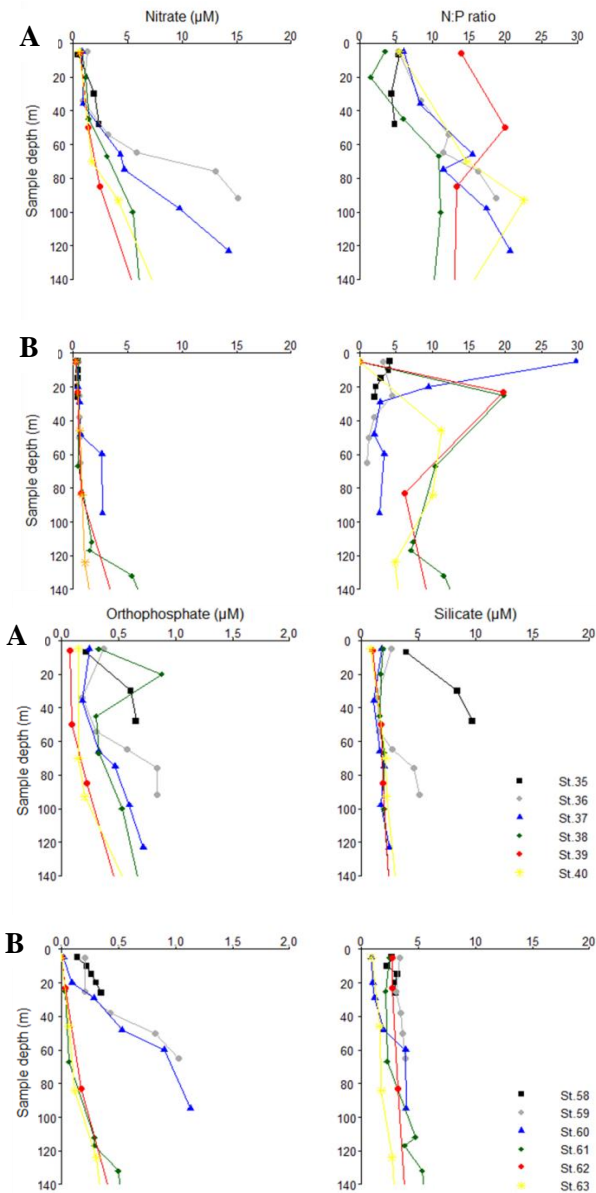 A
Nitrate (µM)
N:P ratio
0 5 10 15 20
0 5 10 15 20 25 30
Sample depth (m)
0
20
40
60
80
100
120
140
B
0 5 10 15 20
0 5 10 15 20 25 30
Sample depth (m)
0
20
40
60
80
100
120
140
A
Orthophosphate (µM)
Silicate (µM)
0,0 0,5 1,0 1,5 2,0
0 5 10 15 20
Sample depth (m)
0
20
40
60
80
100
120
140
St.35
St.36
St.37
St.38
St.39
St.40
B
0,0 0,5 1,0 1,5 2,0
0 5 10 15 20
Sample depth (m)
0
20
40
60
80
100
120
140
St.58
St.59
St.60
St.61
St.62
St.63